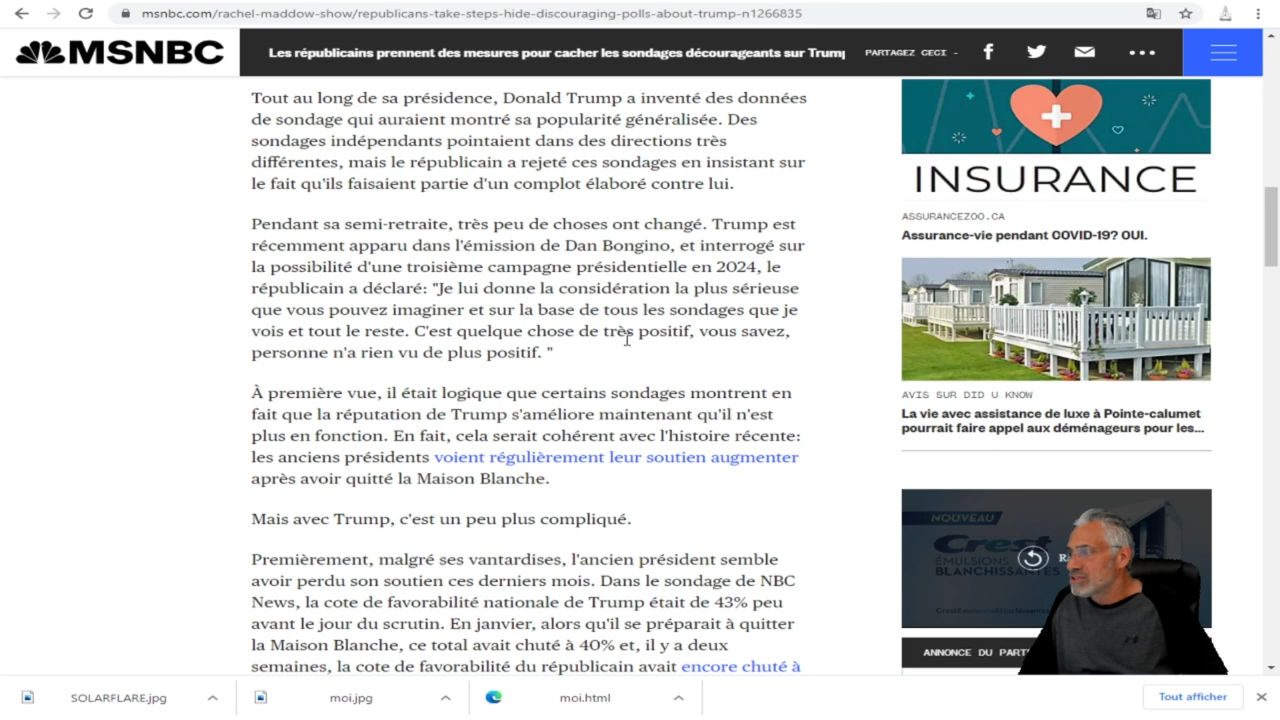 msnbc.com/rachel-maddow-show/republicans-take-steps-hide-discouraging-polls-about-trump-n1266835
MSNBC
Les républicains prennent des mesures pour cacher les sondages décourageants sur Trump
PARTAGEZ CECI -
Tout au long de sa présidence, Donald Trump a inventé des données
de sondage qui auraient montré sa popularité généralisée. Des
sondages indépendants pointaient dans des directions très
différentes, mais le républicain a rejeté ces sondages en insistant sur
le fait qu'ils faisaient partie d'un complot élaboré contre lui.
Pendant sa semi-retraite, très peu de choses ont changé. Trump est
récemment apparu dans l'émission de Dan Bongino, et interrogé sur
la possibilité d'une troisième campagne présidentielle en 2024, le
républicain a déclaré: "Je lui donne la considération la plus sérieuse
que vous pouvez imaginer et sur la base de tous les sondages que je
vois et tout le reste. C'est quelque chose de très positif, vous savez,
personne n'a rien vu de plus positif. "
À première vue, il était logique que certains sondages montrent en
fait que la réputation de Trump s'améliore maintenant qu'il n'est
plus en fonction. En fait, cela serait cohérent avec l'histoire récente:
les anciens présidents voient régulièrement leur soutien augmenter
après avoir quitté la Maison Blanche.
Mais avec Trump, c'est un peu plus compliqué.
Premièrement, malgré ses vantardises, l'ancien président semble
avoir perdu son soutien ces derniers mois. Dans le sondage de NBC
News, la cote de favorabilité nationale de Trump était de 43% peu
avant le jour du scrutin. En janvier, alors qu'il se préparait à quitter
la Maison Blanche, ce total avait chuté à 40% et, il y a deux
semaines, la cote de favorabilité du républicain avait encore chuté à
INSURANCE
ASSURANCEZOO.CA
Assurance-vie pendant COVID-19? OUI.
AVIS SUR DID U KNOW
La vie avec assistance de luxe à Pointe-calumet
pourrait faire appel aux déménageurs pour les...
NOUVEAU
Crest
ÉMULSIONS
BLANCHISSANTES
ANNONCE DU
SOLARFLARE.jpg
moi.jpg
moi.html
Tout afficher